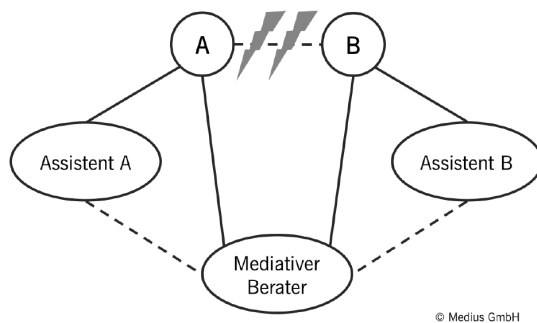 A
B
Assistent A
Assistent B
Mediativer
Berater
© Medius GmbH